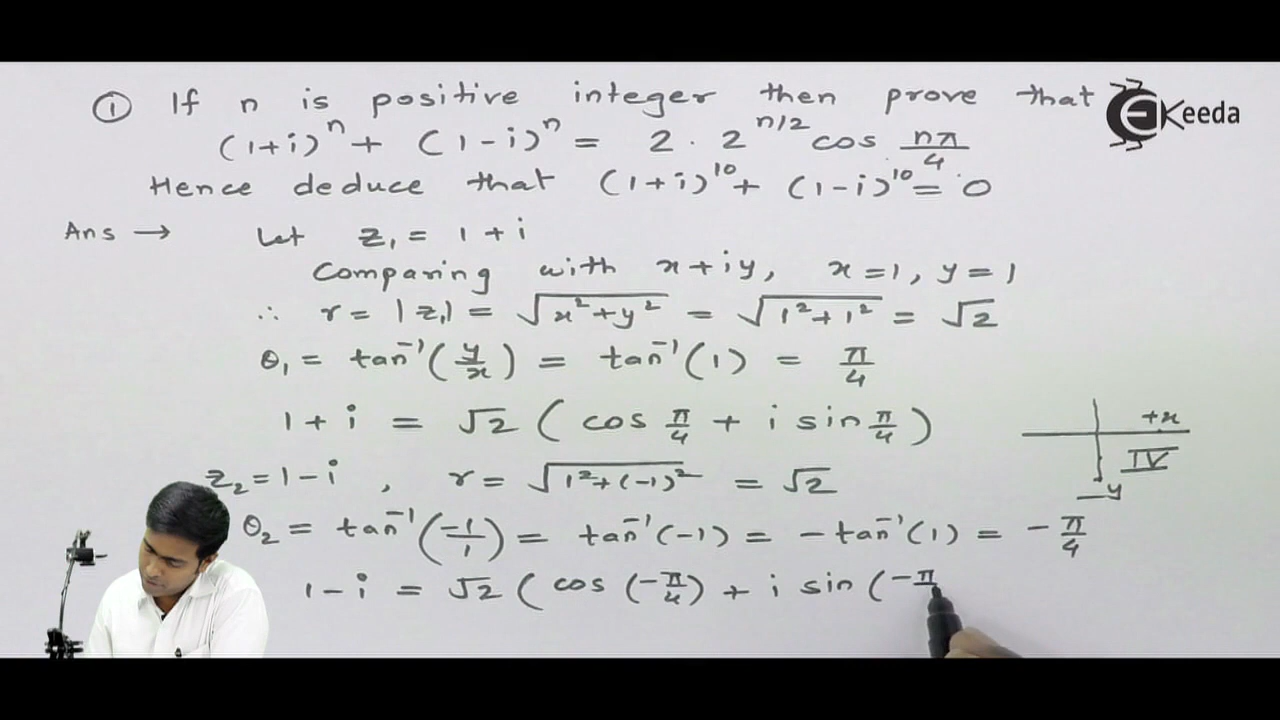 ① If n is positive integer then prove that
(1+i)ⁿ + (1-i)ⁿ = 2 . 2^(n/2) cos nπ/4
Hence deduce that (1+i)¹⁰ + (1-i)¹⁰ = 0
Ans → Let z₁ = 1 + i
Comparing with x + iy, x = 1, y = 1
∴ r = |z₁| = √(x² + y²) = √(1² + 1²) = √2
θ₁ = tan⁻¹(y/x) = tan⁻¹(1) = π/4
1 + i = √2 ( cos π/4 + i sin π/4 )
z₂ = 1 - i , r = √(1² + (-1)²) = √2
θ₂ = tan⁻¹(-1/1) = tan⁻¹(-1) = -tan⁻¹(1) = -π/4
1 - i = √2 ( cos (-π/4) + i sin (-π
+x
IV
-y
Keeda